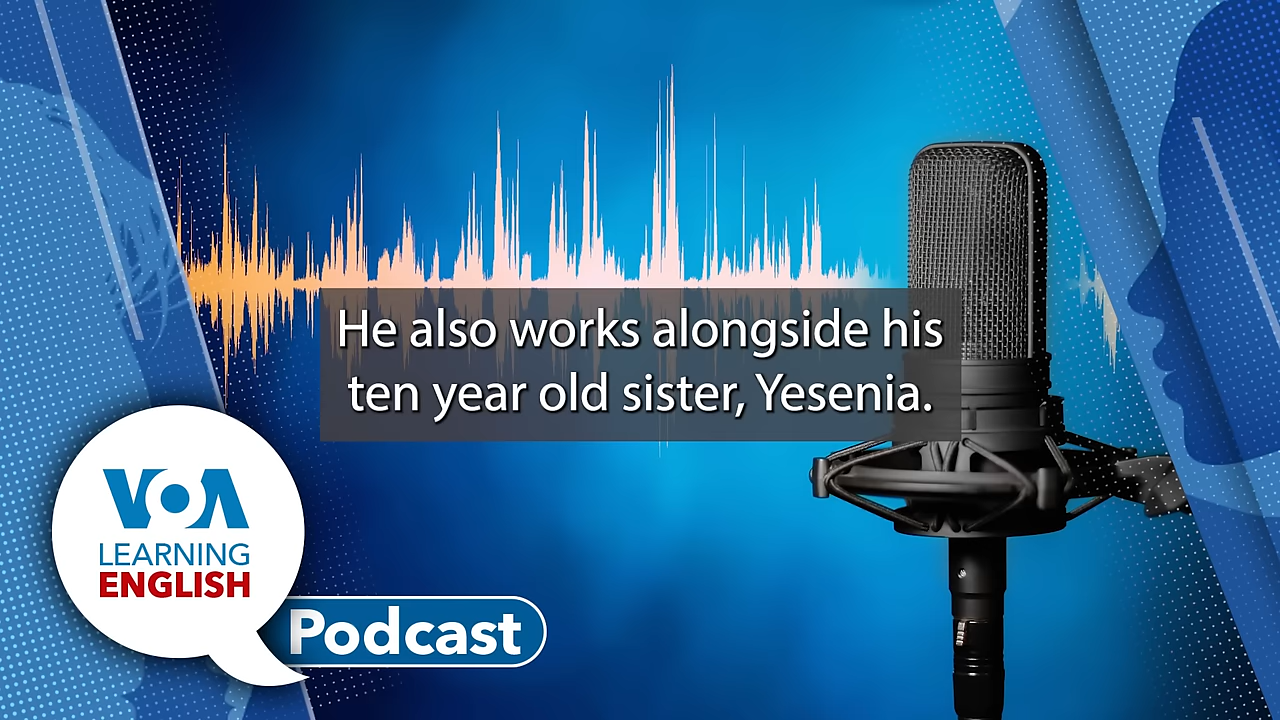 He also works alongside his
ten year old sister, Yesenia.
VOA
LEARNING
ENGLISH
Podcast